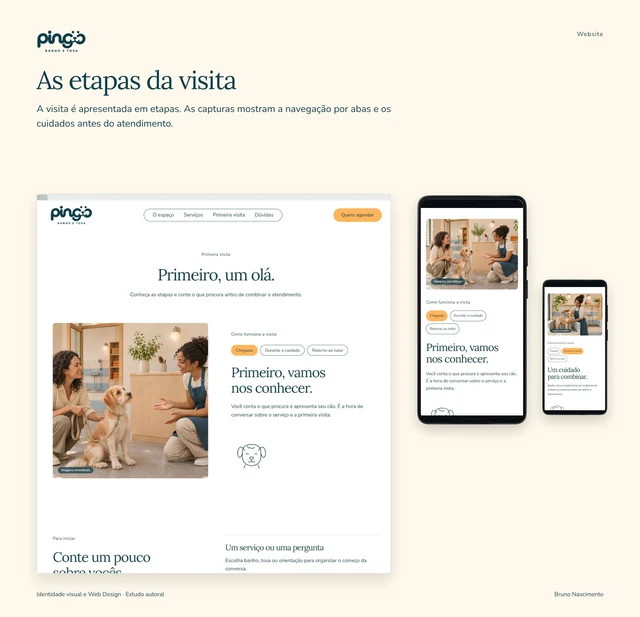 pingo
BANHO E TOSA
Website
As etapas da visita
A visita é apresentada em etapas. As capturas mostram a navegação por abas e os
cuidados antes do atendimento.
pingo
BANHO E TOSA
O espaço
Serviços
Primeira visita
Dúvidas
Quero agendar
Primeira visita
Primeiro, um olá.
Conheça as etapas e conte o que procura antes de combinar o atendimento.
Como funciona a visita
Chegada
Durante o cuidado
Retorno ao tutor
Primeiro, vamos
nos conhecer.
Você conta o que procura e apresenta seu cão. É a hora de
conversar sobre o serviço e a primeira visita.
Para iniciar
Conte um pouco
sobre vocês
Um serviço ou uma pergunta
Escolha banho, tosa ou orientação para organizar o começo da
conversa.
Como funciona a visita
Chegada
Durante o cuidado
Retorno ao tutor
Primeiro, vamos
nos conhecer.
Você conta o que procura e apresenta seu cão.
É a hora de conversar sobre o serviço e a
primeira visita.
Um cuidado
para combinar.
Identidade visual e Web Design · Estudo autoral
Bruno Nascimento